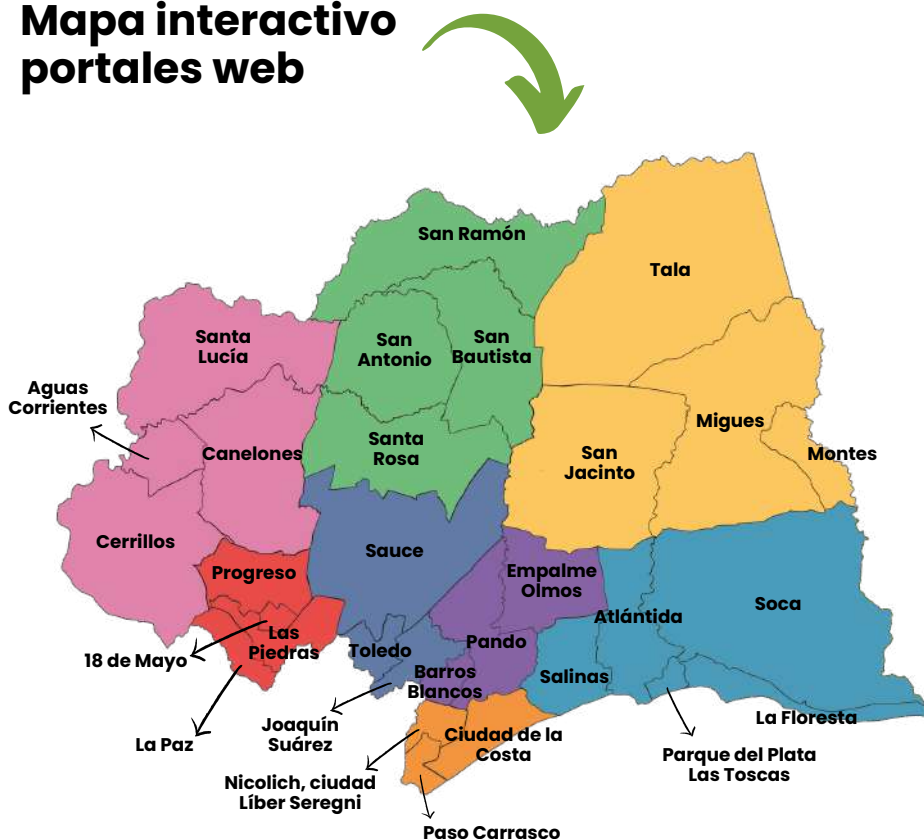 Mapa interactivo
portales web
San Ramón
Tala
Santa
Lucía
San
Antonio
San
Bautista
Aguas
Corrientes
Migues
Canelones
Santa
Rosa
San
Jacinto
Montes
Cerrillos
Sauce
Progreso
Empalme
Olmos
Soca
Atlántida
Las
Piedras
18 de Mayo
Toledo
Pando
Barros
Blancos
Salinas
La Paz
Joaquín
Suárez
Ciudad de la
Costa
La Floresta
Parque del Plata
Las Toscas
Nicolich, ciudad
Líber Seregni
Paso Carrasco